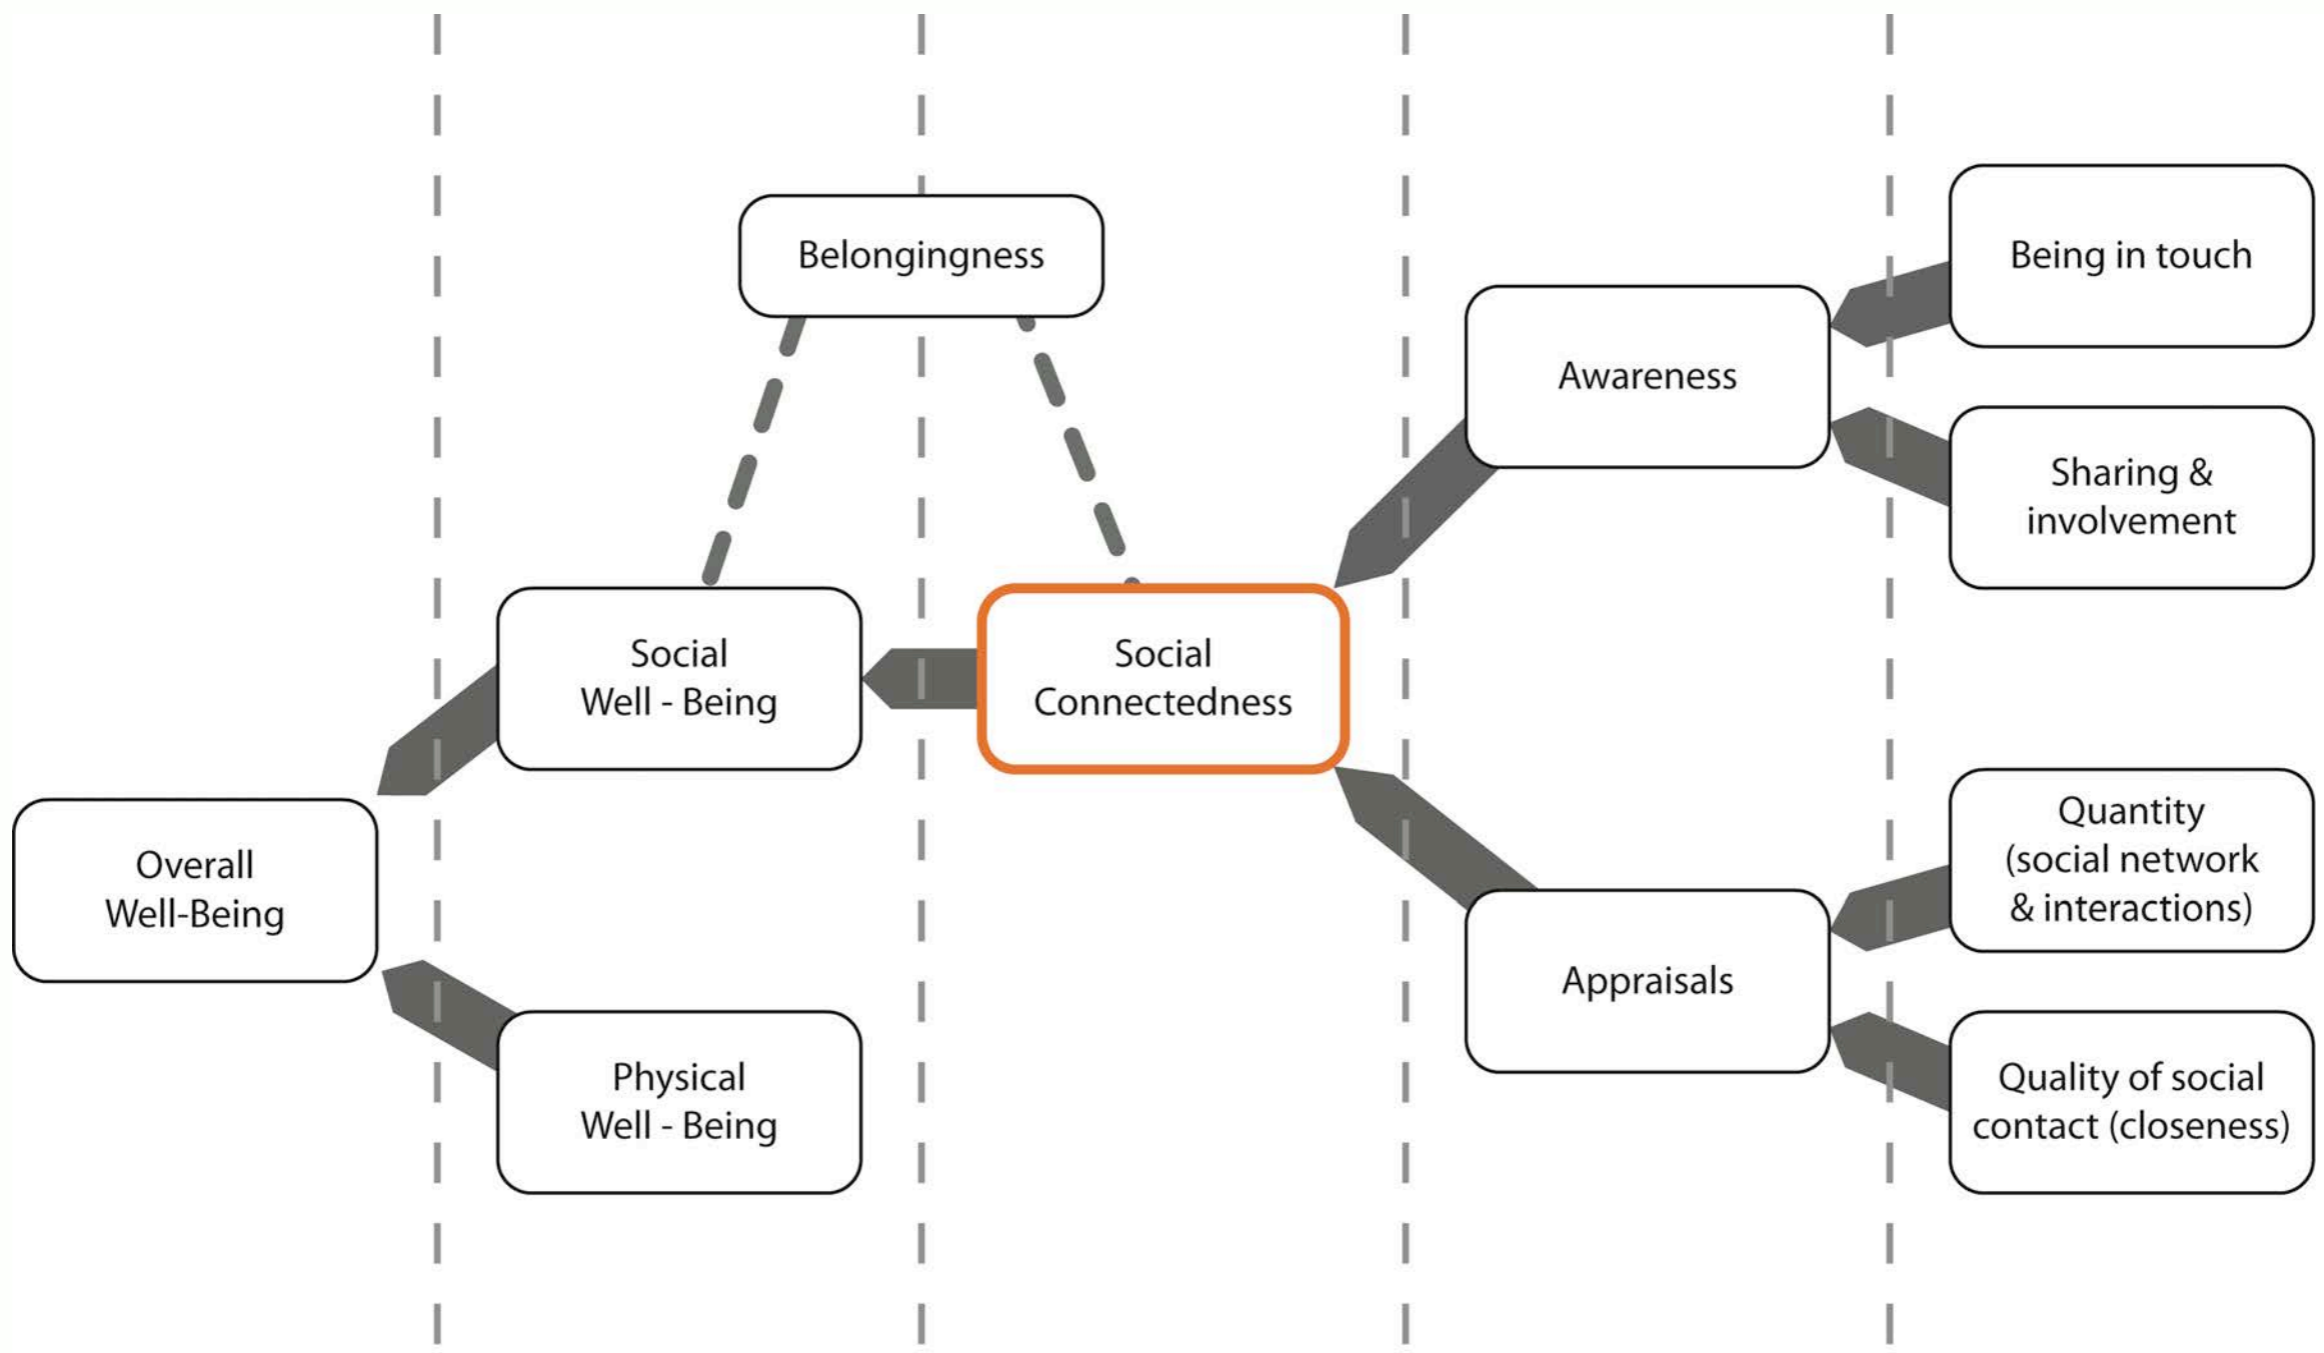 Belongingness
Being in touch
Awareness
Sharing &
involvement
Social
Well - Being
Social
Connectedness
Overall
Well-Being
Quantity
(social network
& interactions)
Appraisals
Physical
Well - Being
Quality of social
contact (closeness)